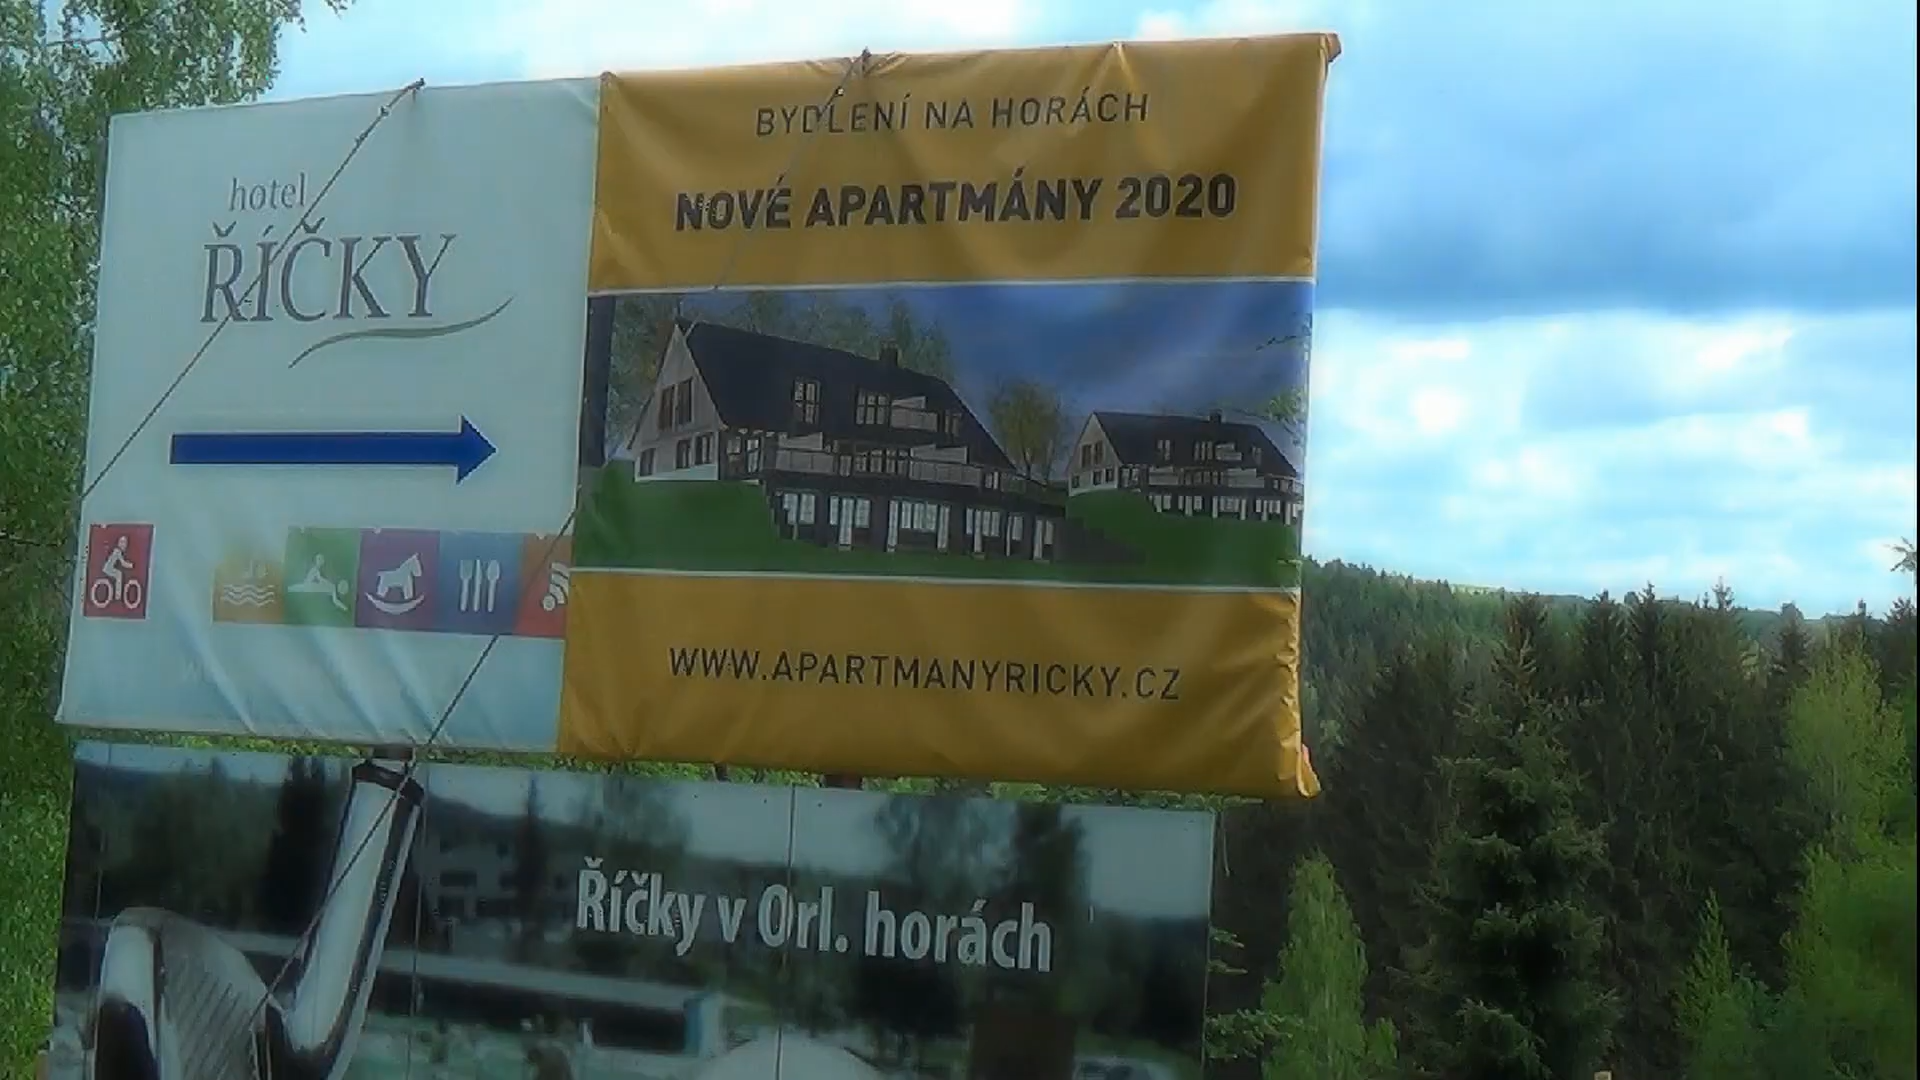 hotel
ŘÍČKY
BYDLENÍ NA HORÁCH
NOVÉ APARTMÁNY 2020
WWW.APARTMANYRICKY.CZ
Říčky v Orl. horách